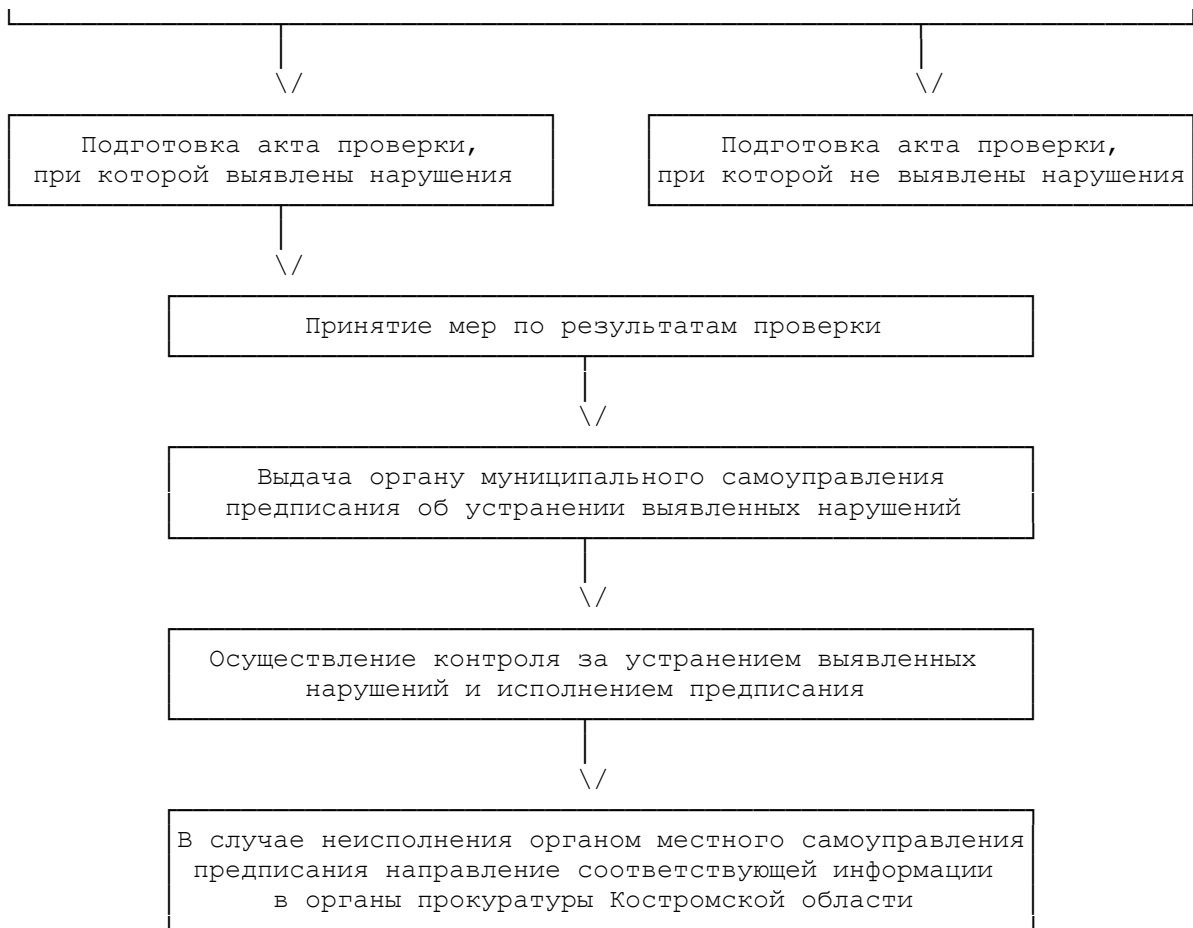 Подготовка акта проверки,
при которой выявлены нарушения
Подготовка акта проверки,
при которой не выявлены нарушения
Принятие мер по результатам проверки
Выдача органу муниципального самоуправления
предписания об устранении выявленных нарушений
Осуществление контроля за устранением выявленных
нарушений и исполнением предписания
В случае неисполнения органом местного самоуправления
предписания направление соответствующей информации
в органы прокуратуры Костромской области